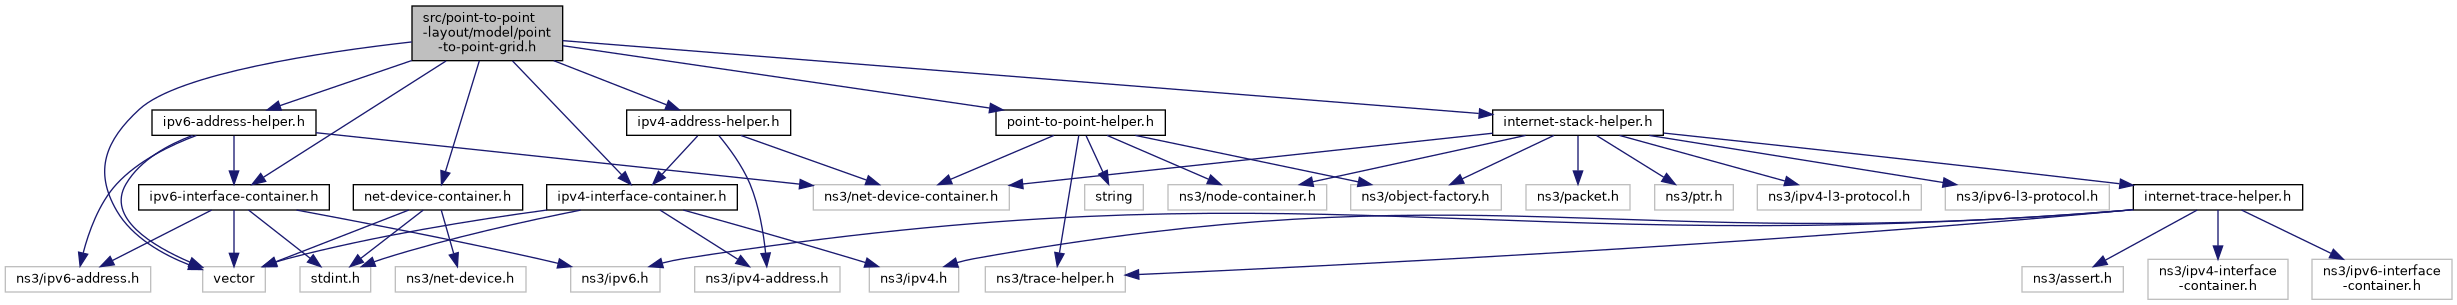 src/point-to-point
-layout/model/point
-to-point-grid.h
ipv6-address-helper.h
ipv4-address-helper.h
point-to-point-helper.h
internet-stack-helper.h
ipv6-interface-container.h
net-device-container.h
ipv4-interface-container.h
ns3/net-device-container.h
string
ns3/node-container.h
ns3/object-factory.h
ns3/packet.h
ns3/ptr.h
ns3/ipv4-l3-protocol.h
ns3/ipv6-l3-protocol.h
internet-trace-helper.h
ns3/ipv6-address.h
vector
stdint.h
ns3/net-device.h
ns3/ipv6.h
ns3/ipv4-address.h
ns3/ipv4.h
ns3/trace-helper.h
ns3/assert.h
ns3/ipv4-interface
-container.h
ns3/ipv6-interface
-container.h